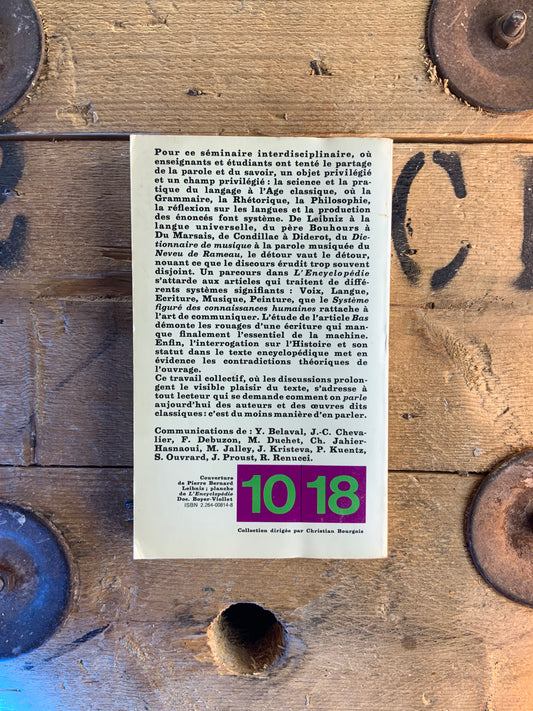 Pour ce séminaire interdisciplinaire, où
enseignants et étudiants ont tenté le partage
de la parole et du savoir, un objet privilégié
et un champ privilégié : la science et la pra-
tique du langage à l'Age classique, où la
Grammaire, la Rhétorique, la Philosophie,
la réflexion sur les langues et la production
des énoncés font système. De Leibniz à la
langue universelle, du père Bouhours à
Du Marsais, de Condillac à Diderot, du Dic-
tionnaire de musique à la parole musiquée du
Neveu de Rameau, le détour vaut le détour,
nouant ce que le discours érudit trop souvent
disjoint. Un parcours dans L'Encyclopédie
s'attarde aux articles qui traitent de diffé-
rents systèmes signifiants : Voix, Langue,
Ecriture, Musique, Peinture, que le Système
figuré des connaissances humaines rattache à
l'art de communiquer. L'étude de l'article Bas
démonte les rouages d'une écriture qui man-
que finalement l'essentiel de la machine.
Enfin, l'interrogation sur l'Histoire et son
statut dans le texte encyclopédique met en
évidence les contradictions théoriques de
l'ouvrage.
Ce travail collectif, où les discussions prolon-
gent le visible plaisir du texte, s'adresse à
tout lecteur qui se demande comment on parle
aujourd'hui des auteurs et des œuvres dits
classiques : c'est du moins manière d'en parler.
Communications de : Y. Belaval, J.-C. Cheva-
lier, F. Debuzon, M. Duchet, Ch. Jahier-
Hasnaoui, M. Jalley, J. Kristeva, P. Kuentz,
S. Ouvrard, J. Proust, R. Renucci.
Couverture
de Pierre Bernard
Leibniz ; planche
de L'Encyclopédie
Doc. Boyer-Viollet
ISBN 2.264-00814-8
10 18
Collection dirigée par Christian Bourgois
C